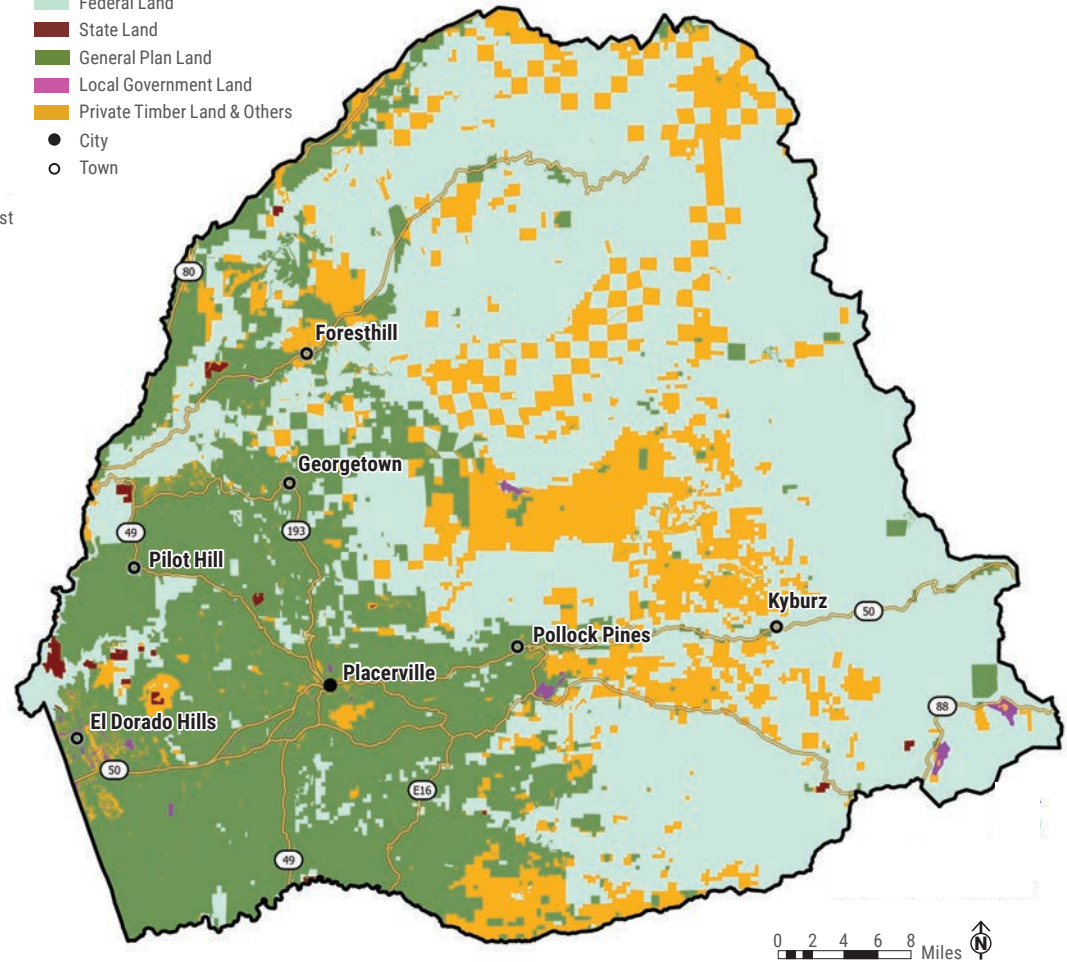 Federal Land
State Land
General Plan Land
Local Government Land
Private Timber Land & Others
City
Town
st
80
Foresthill
Georgetown
49
193
Pilot Hill
Kyburz
50
Pollock Pines
Placerville
88
El Dorado Hills
50
E16
49
0 2 4 6 8 Miles N